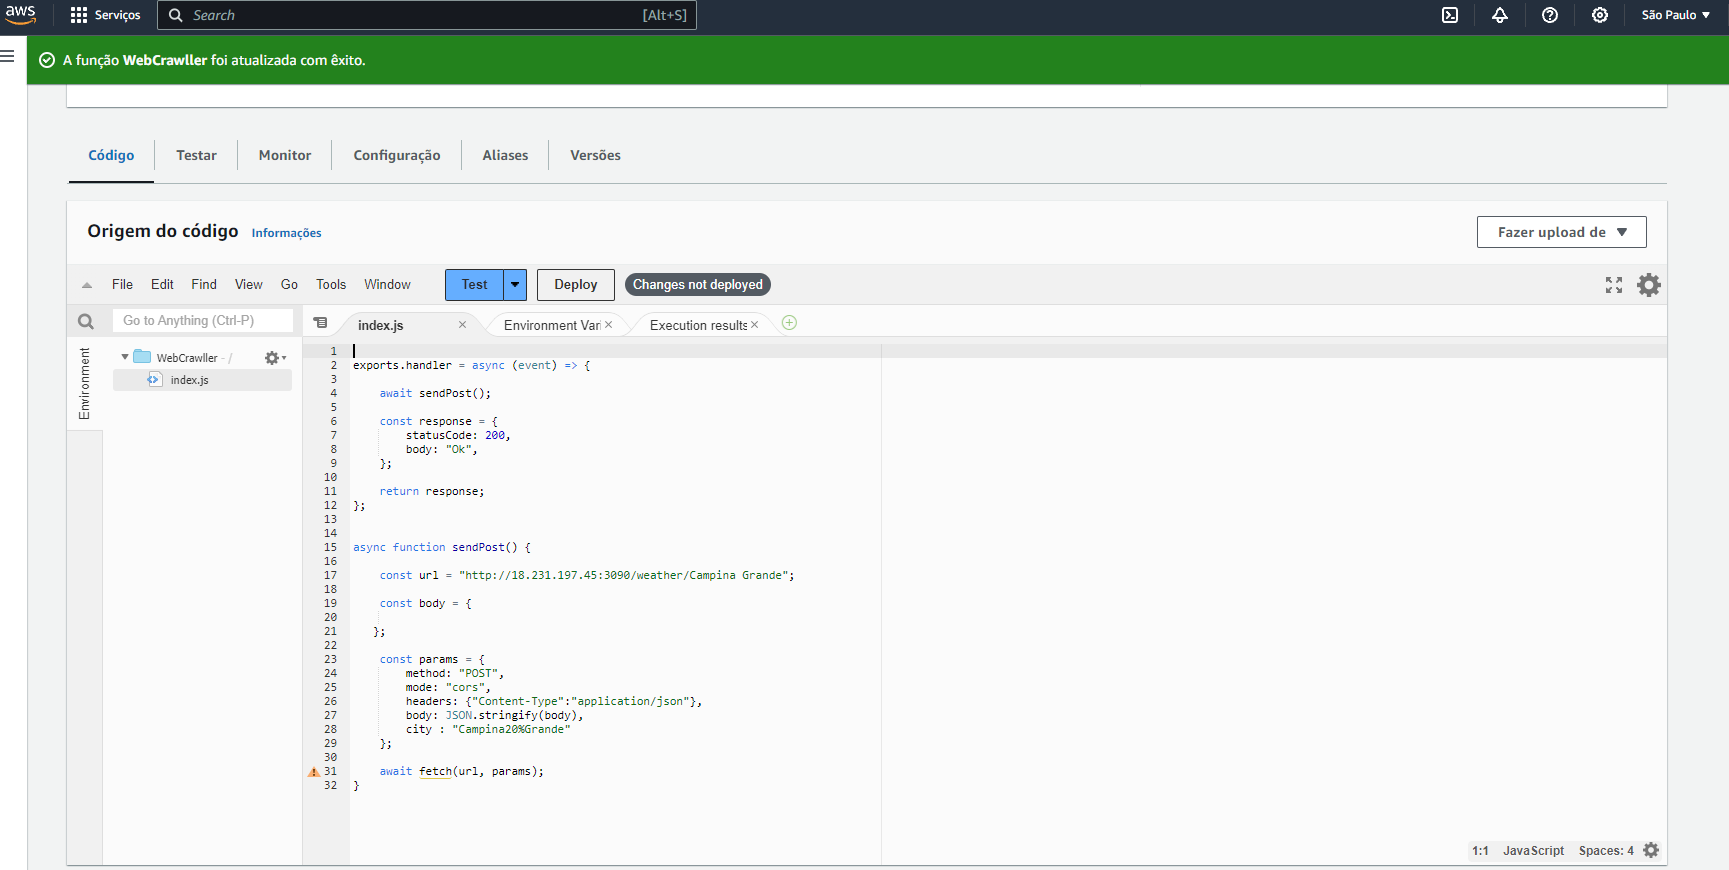 aws Serviços Search [Alt+S] São Paulo
A função WebCrawller foi atualizada com êxito.
Código Testar Monitor Configuração Aliases Versões
Origem do código Informações Fazer upload de
File Edit Find View Go Tools Window Test Deploy Changes not deployed
Go to Anything (Ctrl-P) index.js Environment Vari Execution results
Environment
WebCrawller - /
index.js
1
2 exports.handler = async (event) => {
3
4 await sendPost();
5
6 const response = {
7 statusCode: 200,
8 body: "Ok",
9 };
10
11 return response;
12 };
13
14
15 async function sendPost() {
16
17 const url = "http://18.231.197.45:3090/weather/Campina Grande";
18
19 const body = {
20
21 };
22
23 const params = {
24 method: "POST",
25 mode: "cors",
26 headers: {"Content-Type":"application/json"},
27 body: JSON.stringify(body),
28 city : "Campina20%Grande"
29 };
30
31 await fetch(url, params);
32 }
1:1 JavaScript Spaces: 4